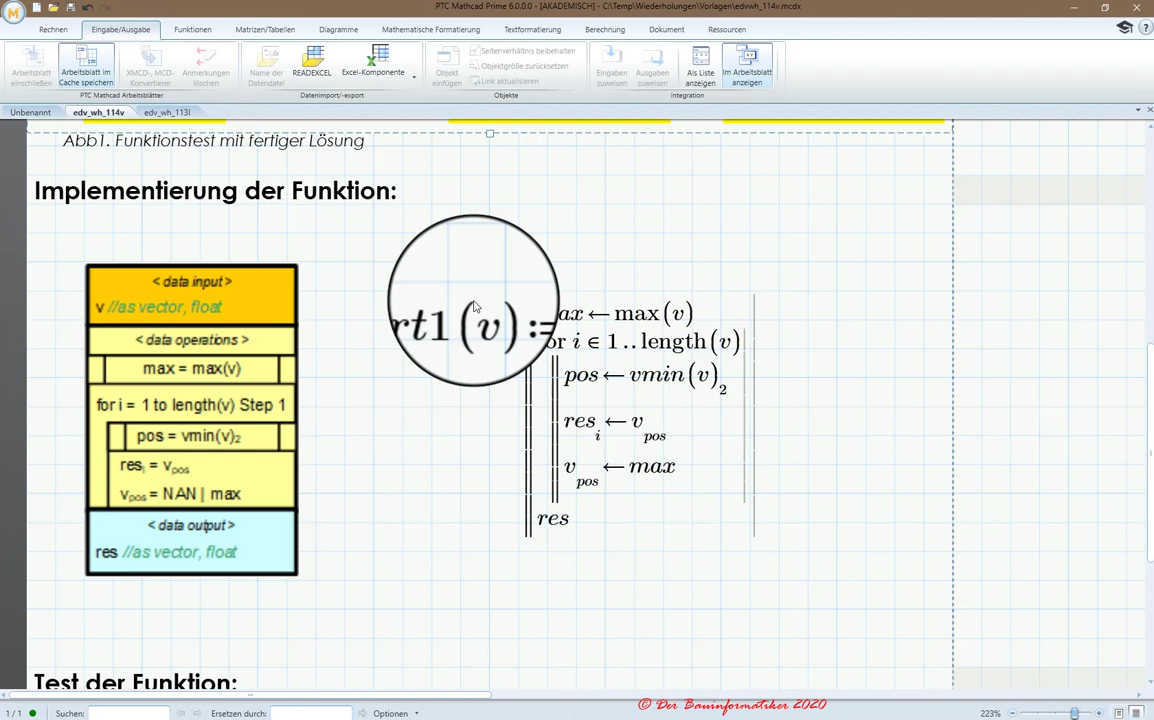 PTC Mathcad Prime 6.0.0.0 - [AKADEMISCH] - C:\Temp\Wiederholungen\Vorlagen\edvwh_114v.mcdx
Rechnen Eingabe/Ausgabe Funktionen Matrizen/Tabellen Diagramme Mathematische Formatierung Textformatierung Berechnung Dokument Ressourcen
Arbeitsblatt einschließen
Arbeitsblatt im Cache speichern
XMCD-, MCD-Konvertierer
Anmerkungen löschen
Name der Datendatei
READEXCEL
Excel-Komponente
Objekt einfügen
Seitenverhältnis beibehalten
Objektgröße zurücksetzen
Link aktualisieren
Eingaben zuweisen
Ausgaben zuweisen
Als Liste anzeigen
Im Arbeitsblatt anzeigen
PTC Mathcad Arbeitsblätter Datenimport/-export Objekte Integration
Unbenannt edv_wh_114v edv_wh_113l
Abb1. Funktionstest mit fertiger Lösung
Implementierung der Funktion:
< data input >
v //as vector, float
< data operations >
max = max(v)
for i = 1 to length(v) Step 1
pos = vmin(v)₂
resᵢ = v_pos
v_pos = NAN | max
< data output >
res //as vector, float
rt1(v) :=
ax ← max(v)
or i ∈ 1 .. length(v)
pos ← vmin(v)₂
resᵢ ← v_pos
v_pos ← max
res
Test der Funktion:
© Der Bauinformatiker 2020
1 / 1 Suchen: Ersetzen durch: Optionen 223%